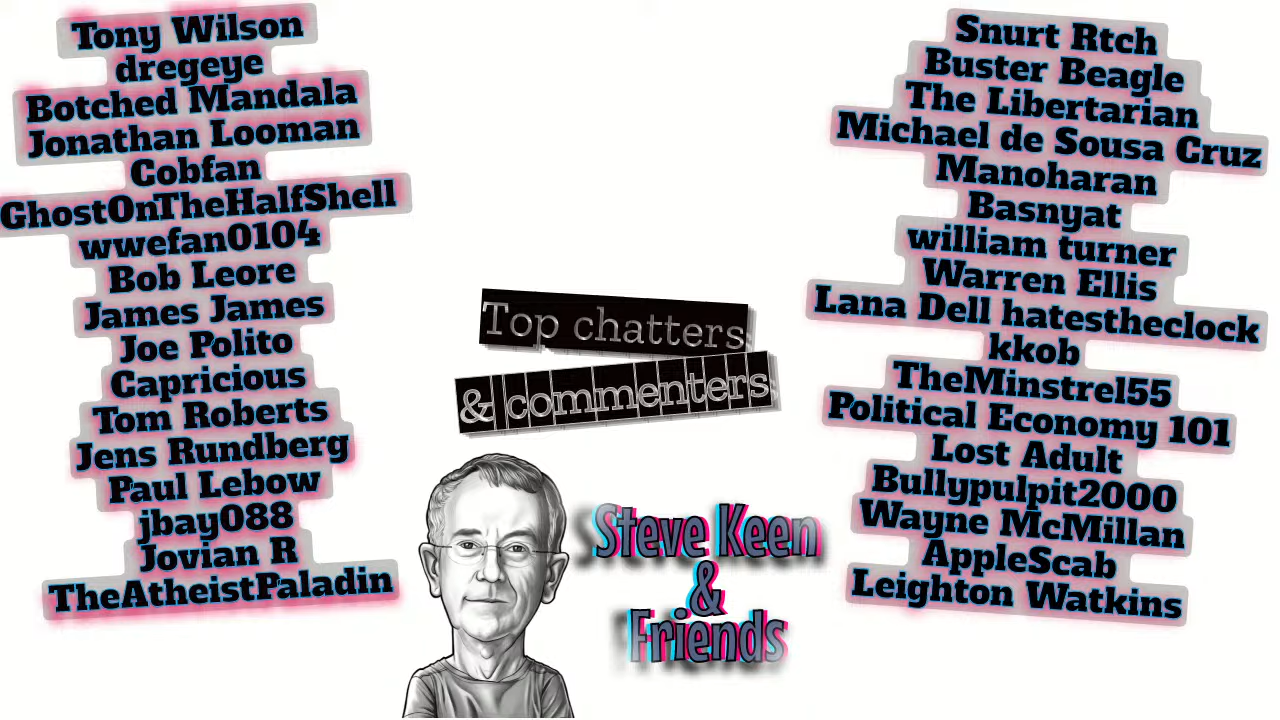 Tony Wilson
dregeye
Botched Mandala
Jonathan Looman
Cobfan
GhostOnTheHalfShell
wwefan0104
Bob Leore
James James
Joe Polito
Capricious
Tom Roberts
Jens Rundberg
Paul Lebow
jbay088
Jovian R
TheAtheistPaladin
Top chatters
& commenters
Steve Keen
&
Friends
Snurt Rtch
Buster Beagle
The Libertarian
Michael de Sousa Cruz
Manoharan
Basnyat
william turner
Warren Ellis
Lana Dell hatestheclock
kkob
TheMinstrel55
Political Economy 101
Lost Adult
Bullypulpit2000
Wayne McMillan
AppleScab
Leighton Watkins